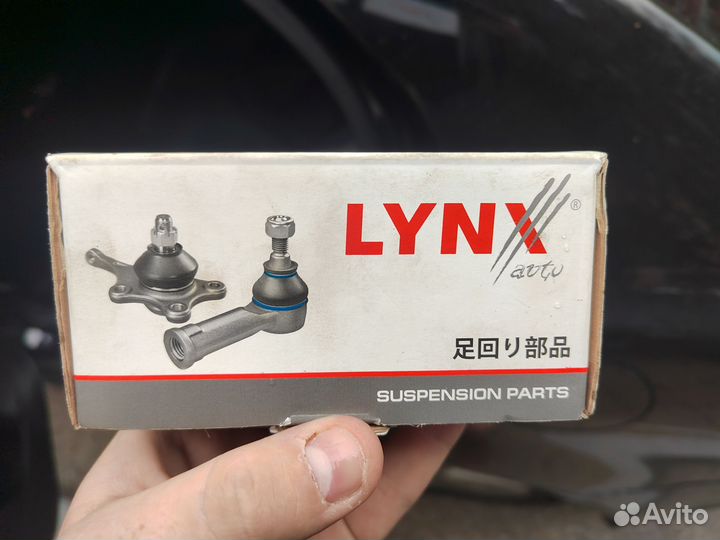 LYNX
®
auto
足回り部品
SUSPENSION PARTS
Avito